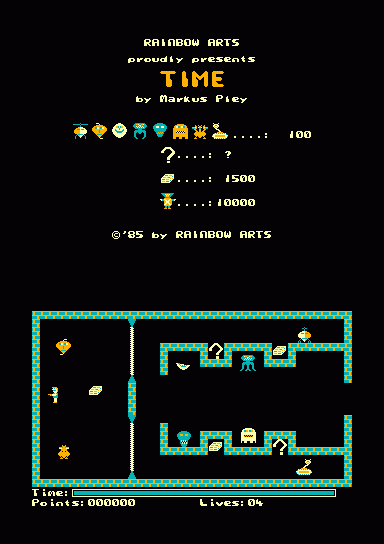 RAINBOW ARTS
proudly presents
TIME
by Markus Pley
....: 100
?....: ?
....: 1500
....:10000
©'85 by RAINBOW ARTS
?
?
Time:
Points:000000 Lives:04